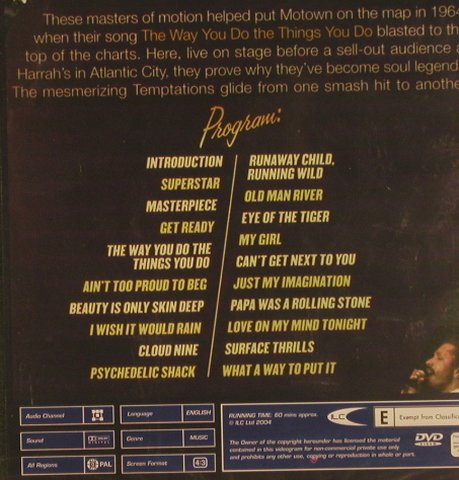 These masters of motion helped put Motown on the map in 1964
when their song The Way You Do the Things You Do blasted to th
top of the charts. Here, live on stage before a sell-out audience a
Harrah's in Atlantic City, they prove why they've become soul legend
The mesmerizing Temptations glide from one smash hit to anothe
Program:
INTRODUCTION
SUPERSTAR
MASTERPIECE
GET READY
THE WAY YOU DO THE
THINGS YOU DO
AIN'T TOO PROUD TO BEG
BEAUTY IS ONLY SKIN DEEP
I WISH IT WOULD RAIN
CLOUD NINE
PSYCHEDELIC SHACK
RUNAWAY CHILD,
RUNNING WILD
OLD MAN RIVER
EYE OF THE TIGER
MY GIRL
CAN'T GET NEXT TO YOU
JUST MY IMAGINATION
PAPA WAS A ROLLING STONE
LOVE ON MY MIND TONIGHT
SURFACE THRILLS
WHAT A WAY TO PUT IT
Audio Channel
Language ENGLISH
Sound
Genre MUSIC
All Regions PAL
Screen Format 4:3
RUNNING TIME: 60 mins approx.
© ILC Ltd 2004
ILC
E Exempt from Classific
The Owner of the copyright hereunder has licensed the material
contained in this videogram for non-commercial private use only
and prohibits any other use, copying or reproduction in whole or part.
DVD
VIDEO